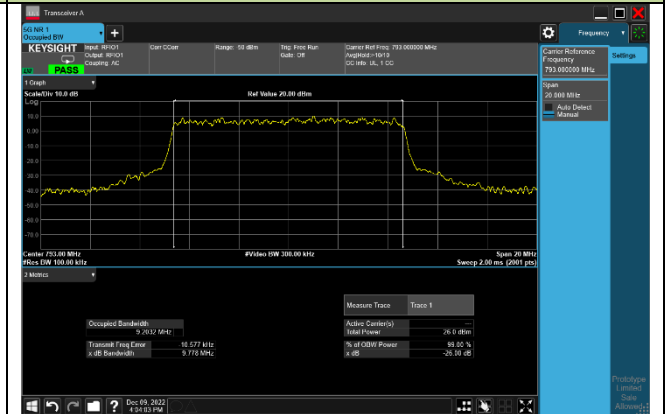 Transceiver A
5G NR 1
Occupied BW
Frequency
KEYSIGHT
PASS
Input: RFIO1
Output: RFIO1
Coupling: AC
Corr CCorr
Range: -50 dBm
Trig: Free Run
Gate: Off
Carrier Ref Freq: 793.000000 MHz
Avg|Hold:>10/10
CC Info: UL, 1 CC
Carrier Reference
Frequency
793.000000 MHz
Settings
Span
20.000 MHz
Auto Detect
Manual
1 Graph
Scale/Div 10.0 dB
Ref Value 20.00 dBm
Log
10.0
0.00
-10.0
-20.0
-30.0
-40.0
-50.0
-60.0
-70.0
Center 793.00 MHz
#Video BW 300.00 kHz
Span 20 MHz
#Res BW 100.00 kHz
Sweep 2.00 ms (2001 pts)
2 Metrics
Measure Trace
Trace 1
Occupied Bandwidth
9.2032 MHz
Active Carrier(s)
---
Total Power
26.0 dBm
Transmit Freq Error
-10.577 kHz
% of OBW Power
99.00 %
x dB Bandwidth
9.778 MHz
x dB
-26.00 dB
Prototype
Limited
Sale
Allowed
Dec 09, 2022
4:04:03 PM